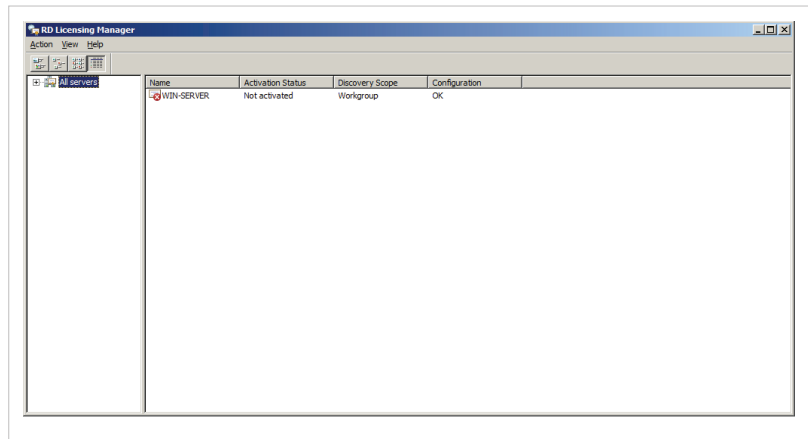 RD Licensing Manager
Action View Help
All servers
Name Activation Status Discovery Scope Configuration
WIN-SERVER Not activated Workgroup OK